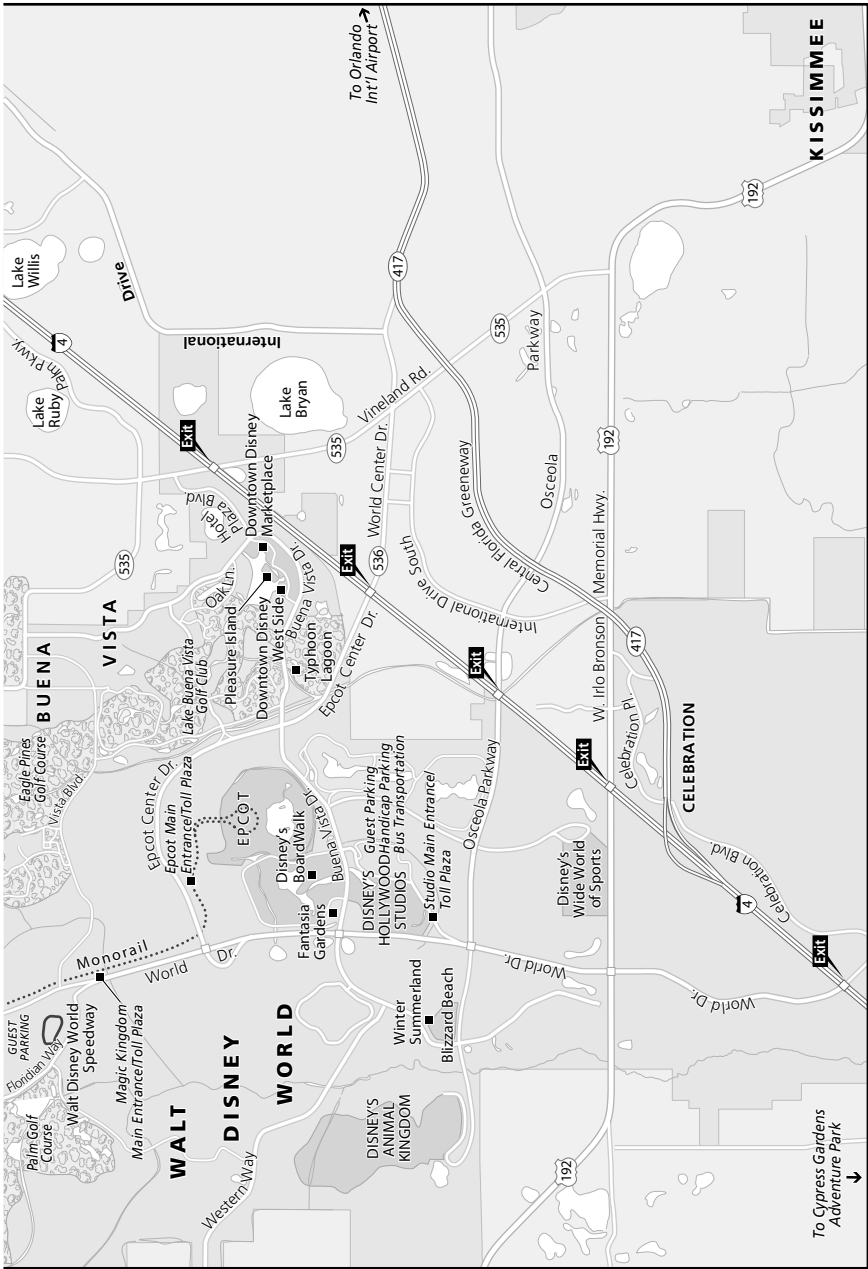 To Orlando
Int'l Airport
KISSIMMEE
192
Lake
Willis
Drive
417
4
Palm Pkwy.
Lake
Ruby
International
Lake
Bryan
Vineland Rd.
535
Parkway
535
Exit
Hotel
Plaza Blvd.
Downtown Disney
Marketplace
World Center Dr.
Central Florida Greeneway
192
Osceola
535
BUENA
VISTA
Oak Ln.
Pleasure Island
Downtown Disney
West Side
Buena Vista Dr.
Typhoon
Lagoon
Exit
536
International Drive South
Memorial Hwy.
Lake Buena Vista
Golf Club
Epcot Center Dr.
Exit
W. Irlo Bronson
417
Eagle Pines
Golf Course
Vista Blvd.
Epcot Center Dr.
Epcot Main
Entrance/Toll Plaza
EPCOT
Disney's
BoardWalk
Buena Vista Dr.
Guest Parking
Handicap Parking
Bus Transportation
Osceola Parkway
Exit
Celebration Pl.
CELEBRATION
Fantasia
Gardens
DISNEY'S
HOLLYWOOD
STUDIOS
Studio Main Entrance/
Toll Plaza
Disney's
Wide World
of Sports
Celebration Blvd.
4
Monorail
World
Dr.
World Dr.
World Dr.
Exit
GUEST
PARKING
Floridian Way
Walt Disney World
Speedway
Magic Kingdom
Main Entrance/Toll Plaza
Palm Golf
Course
WALT
DISNEY
WORLD
Winter
Summerland
Blizzard Beach
Western Way
DISNEY'S
ANIMAL
KINGDOM
192
To Cypress Gardens
Adventure Park